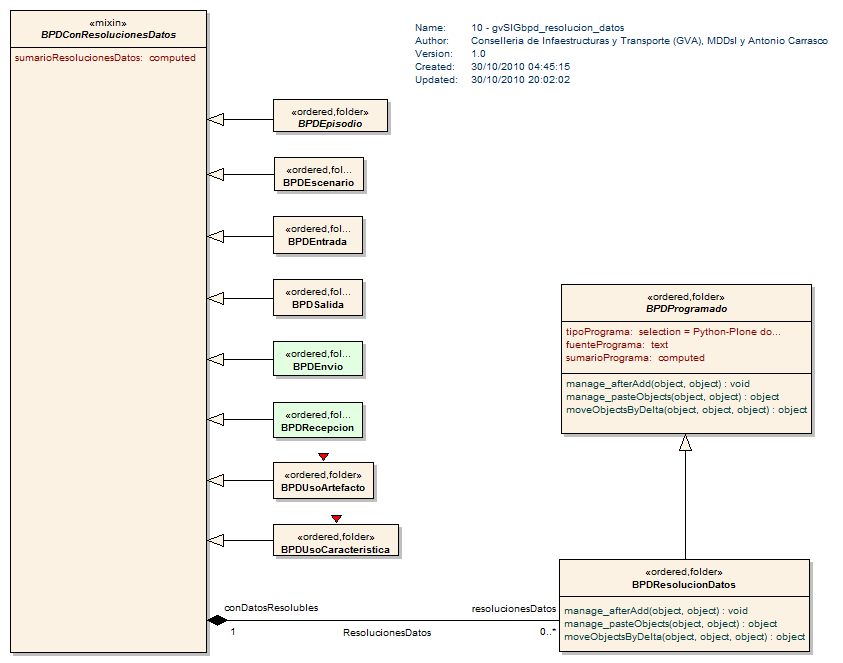 «mixin»
BPDConResolucionesDatos
sumarioResolucionesDatos: computed
Name: 10 - gvSIGbpd_resolucion_datos
Author: Conselleria de Infaestructuras y Transporte (GVA), MDDsl y Antonio Carrasco
Version: 1.0
Created: 30/10/2010 04:45:15
Updated: 30/10/2010 20:02:02
«ordered,folder»
BPDEpisodio
«ordered,fol...
BPDEscenario
«ordered,fol...
BPDEntrada
«ordered,fol...
BPDSalida
«ordered,fol...
BPDEnvio
«ordered,fol...
BPDRecepcion
«ordered,folder»
BPDUsoArtefacto
«ordered,folder»
BPDUsoCaracteristica
«ordered,folder»
BPDProgramado
tipoPrograma: selection = Python-Plone do...
fuentePrograma: text
sumarioPrograma: computed
manage_afterAdd(object, object) : void
manage_pasteObjects(object, object) : object
moveObjectsByDelta(object, object, object) : object
«ordered,folder»
BPDResolucionDatos
manage_afterAdd(object, object) : void
manage_pasteObjects(object, object) : object
moveObjectsByDelta(object, object, object) : object
conDatosResolubles
resolucionesDatos
1
ResolucionesDatos
0..*